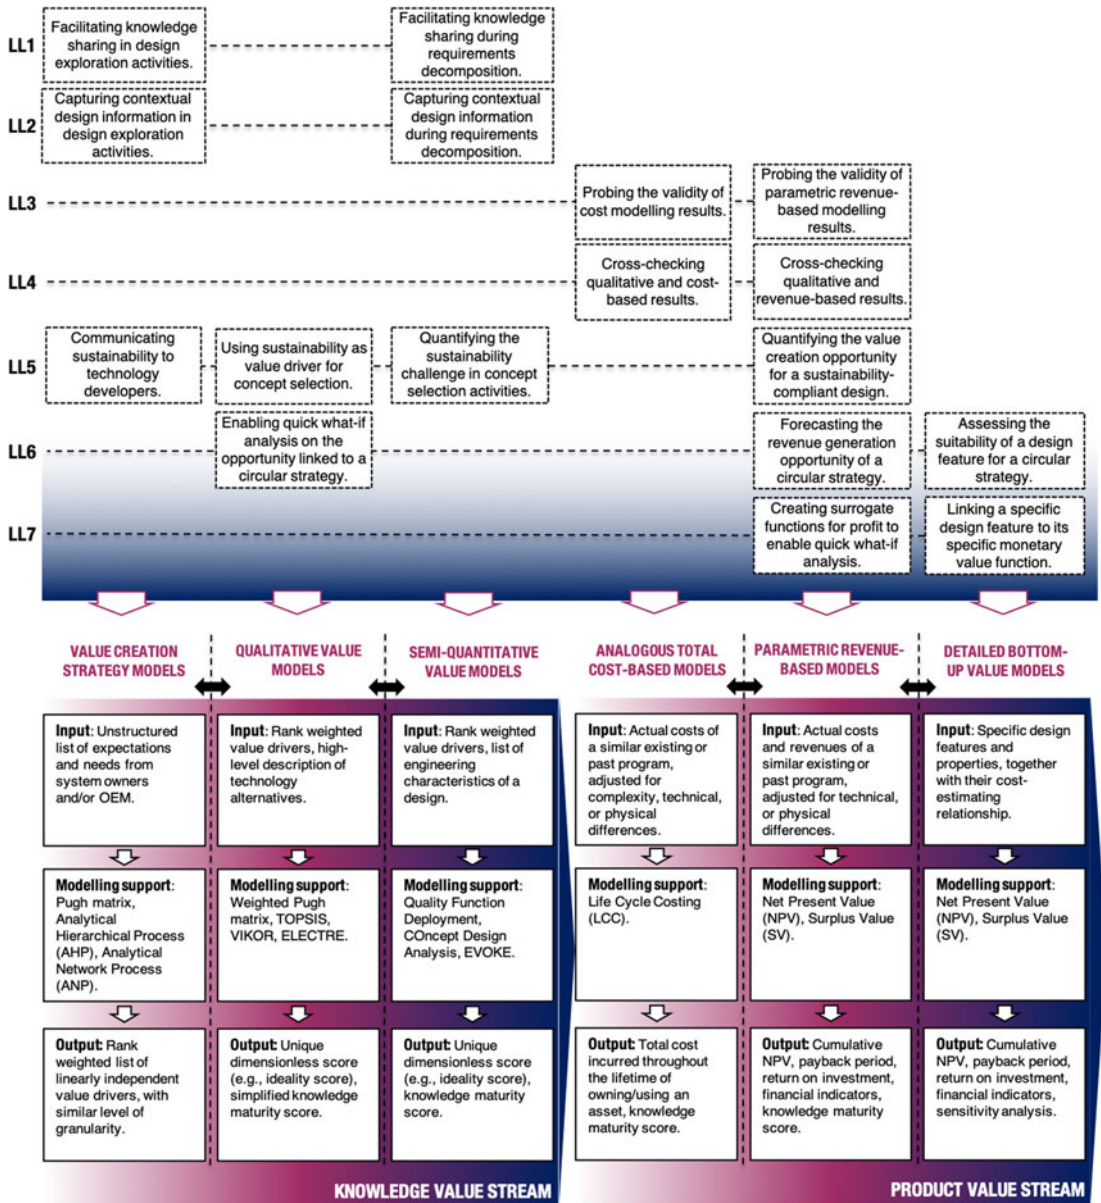 LL1
Facilitating knowledge
sharing in design
exploration activities.
Facilitating knowledge
sharing during
requirements
decomposition.
LL2
Capturing contextual
design information in
design exploration
activities.
Capturing contextual
design information
during requirements
decomposition.
LL3
Probing the validity of
cost modelling results.
Probing the validity of
parametric revenue-
based modelling
results.
LL4
Cross-checking
qualitative and cost-
based results.
Cross-checking
qualitative and
revenue-based results.
LL5
Communicating
sustainability to
technology
developers.
Using sustainability as
value driver for
concept selection.
Quantifying the
sustainability
challenge in concept
selection activities.
Quantifying the value
creation opportunity
for a sustainability-
compliant design.
LL6
Enabling quick what-if
analysis on the
opportunity linked to a
circular strategy.
Forecasting the
revenue generation
opportunity of a
circular strategy.
Assessing the
suitability of a design
feature for a circular
strategy.
LL7
Creating surrogate
functions for profit to
enable quick what-if
analysis.
Linking a specific
design feature to its
specific monetary
value function.
VALUE CREATION
STRATEGY MODELS
QUALITATIVE VALUE
MODELS
SEMI-QUANTITATIVE
VALUE MODELS
ANALOGOUS TOTAL
COST-BASED MODELS
PARAMETRIC REVENUE-
BASED MODELS
DETAILED BOTTOM-
UP VALUE MODELS
Input: Unstructured
list of expectations
and needs from
system owners
and/or OEM.
Input: Rank weighted
value drivers, high-
level description of
technology
alternatives.
Input: Rank weighted
value drivers, list of
engineering
characteristics of a
design.
Input: Actual costs of
a similar existing or
past program,
adjusted for
complexity, technical,
or physical
differences.
Input: Actual costs
and revenues of a
similar existing or
past program,
adjusted for technical,
or physical
differences.
Input: Specific design
features and
properties, together
with their cost-
estimating
relationship.
Modelling support:
Pugh matrix,
Analytical
Hierarchical Process
(AHP), Analytical
Network Process
(ANP).
Modelling support:
Weighted Pugh
matrix, TOPSIS,
VIKOR, ELECTRE.
Modelling support:
Quality Function
Deployment,
COncept Design
Analysis, EVOKE.
Modelling support:
Life Cycle Costing
(LCC).
Modelling support:
Net Present Value
(NPV), Surplus Value
(SV).
Modelling support:
Net Present Value
(NPV), Surplus Value
(SV).
Output: Rank
weighted list of
linearly independent
value drivers, with
similar level of
granularity.
Output: Unique
dimensionless score
(e.g., ideality score),
simplified knowledge
maturity score.
Output: Unique
dimensionless score
(e.g., ideality score),
knowledge maturity
score.
Output: Total cost
incurred throughout
the lifetime of
owning/using an
asset, knowledge
maturity score.
Output: Cumulative
NPV, payback period,
return on investment,
financial indicators,
knowledge maturity
score.
Output: Cumulative
NPV, payback period,
return on investment,
financial indicators,
sensitivity analysis.
KNOWLEDGE VALUE STREAM
PRODUCT VALUE STREAM